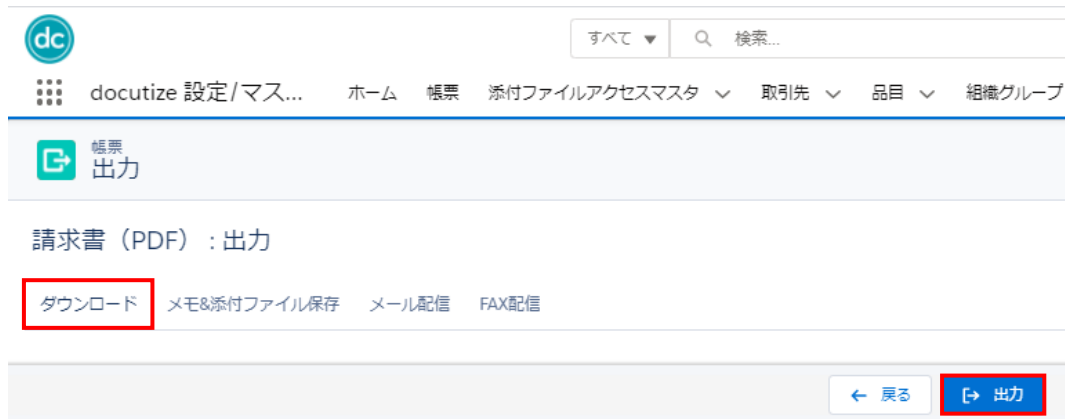 dc
すべて ▼ 検索...
docutize 設定/マス... ホーム 帳票 添付ファイルアクセスマスタ 取引先 品目 組織グループ
帳票
出力
請求書（PDF）：出力
ダウンロード メモ&添付ファイル保存 メール配信 FAX配信
← 戻る 出力